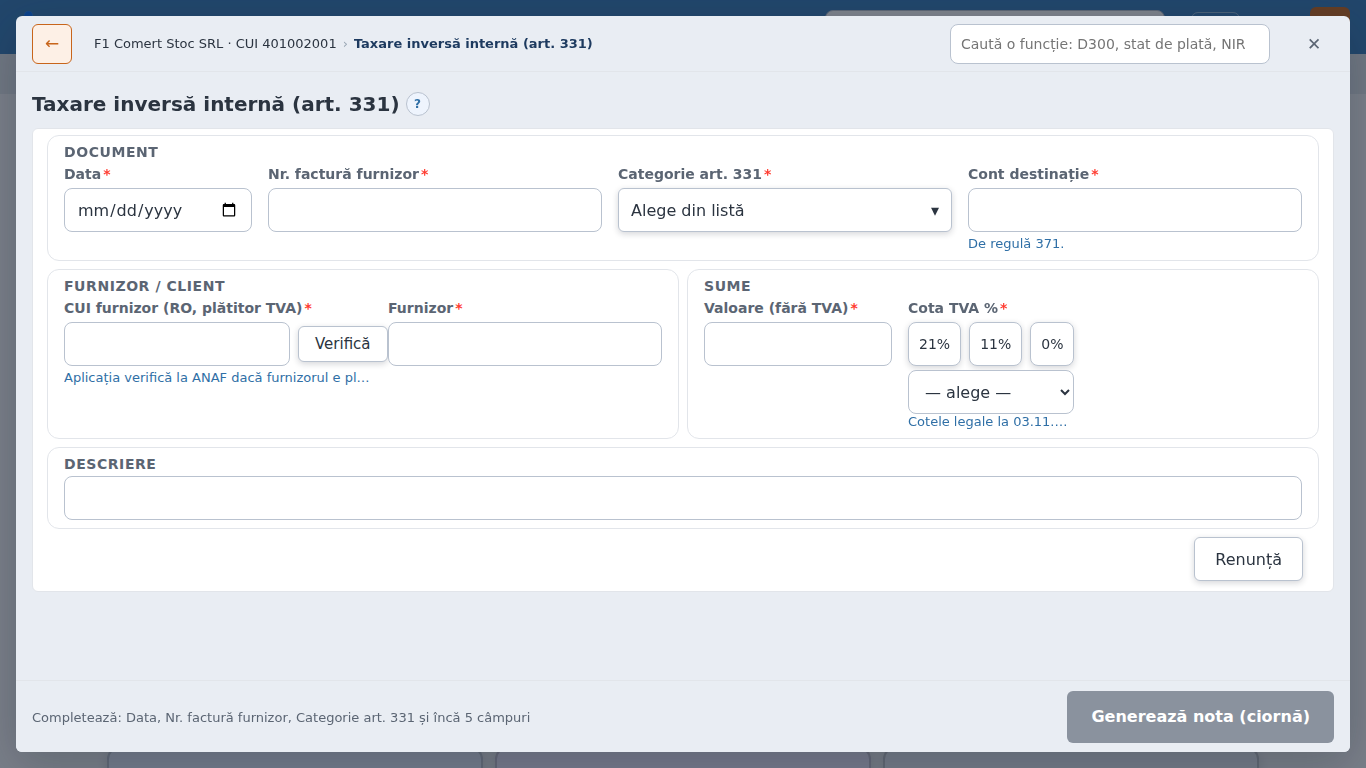 ←
F1 Comert Stoc SRL · CUI 401002001 › Taxare inversă internă (art. 331)
Caută o funcție: D300, stat de plată, NIR
✕
Taxare inversă internă (art. 331) ?
DOCUMENT
Data* Nr. factură furnizor* Categorie art. 331* Cont destinație*
mm/dd/yyyy Alege din listă ▾
De regulă 371.
FURNIZOR / CLIENT
CUI furnizor (RO, plătitor TVA)* Furnizor*
Verifică
Aplicația verifică la ANAF dacă furnizorul e pl...
SUME
Valoare (fără TVA)* Cota TVA %*
21% 11% 0%
— alege —
Cotele legale la 03.11....
DESCRIERE
Renunță
Completează: Data, Nr. factură furnizor, Categorie art. 331 și încă 5 câmpuri
Generează nota (ciornă)